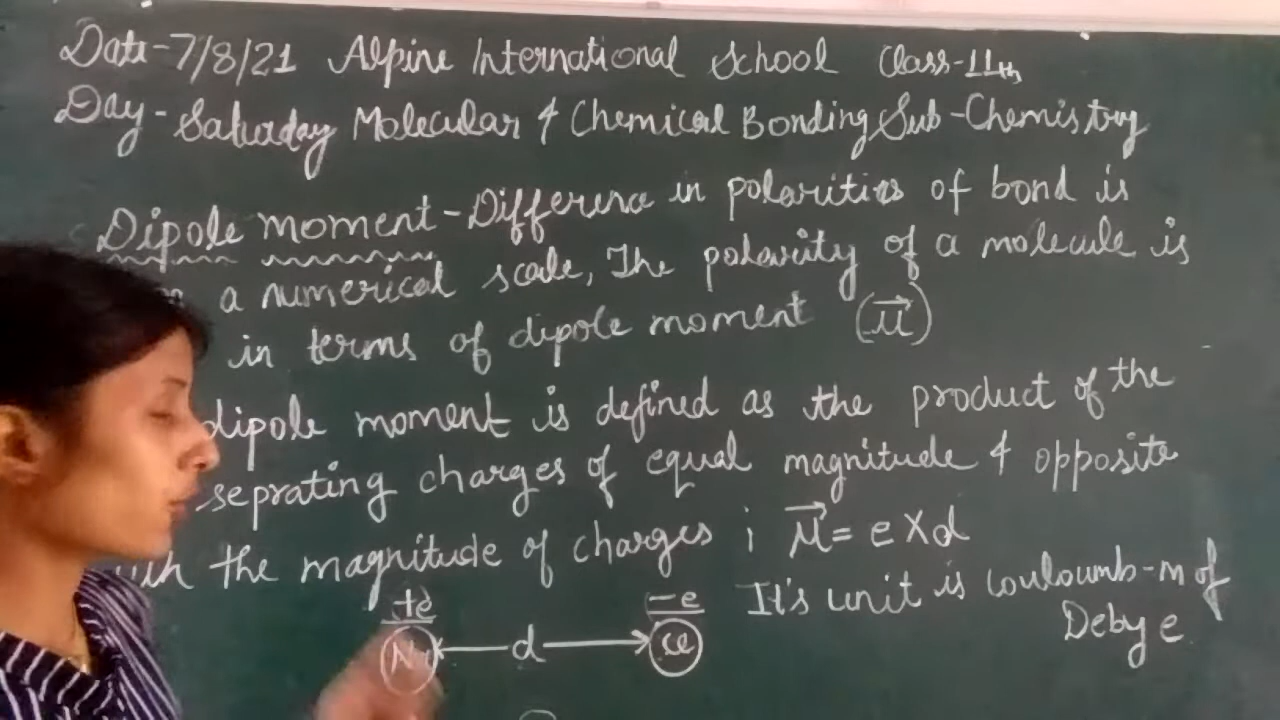 Date-7/8/21 Alpine International School Class-11th
Day-Saturday Molecular & Chemical Bonding Sub-Chemistry
Dipole moment-Difference in polarities of bond is
a numerical scale, The polarity of a molecule is
in terms of dipole moment (μ⃗)
dipole moment is defined as the product of the
seprating charges of equal magnitude & opposite
the magnitude of charges ; μ⃗ = e X d
+e -e It's unit is couloumb-m of
d Debye